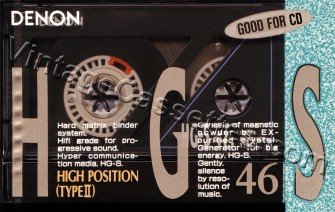 DENON
GOOD FOR CD
HG-S
Hard matrix binder
system.
Hifi grade for pro-
gressive sound.
Hyper communica-
tion media. HG-S.
HIGH POSITION
(TYPE II)
Genesis of magnetic
powder by EX-
purified crystal.
Generator for big
energy. HG-S.
Gently,
silence
by reso-
lution of
music.
46